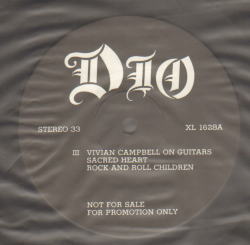 DIO
STEREO 33 XL 1628A
III VIVIAN CAMPBELL ON GUITARS
SACRED HEART
ROCK AND ROLL CHILDREN
NOT FOR SALE
FOR PROMOTION ONLY